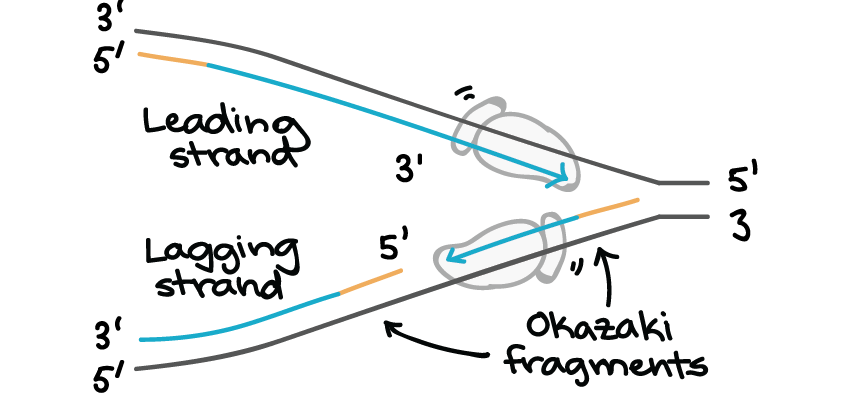 3'
5'
Leading
strand
3'
5'
3
Lagging
strand
5'
3'
5'
Okazaki
fragments